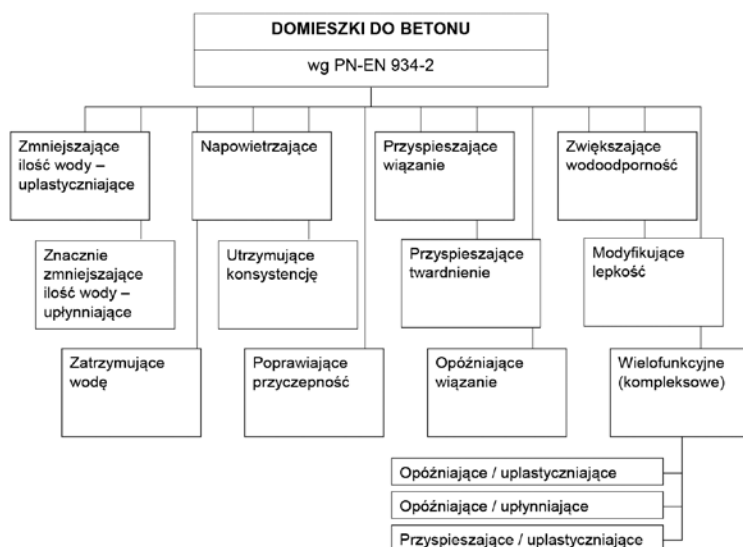 DOMIESZKI DO BETONU
wg PN-EN 934-2
Zmniejszające
ilość wody –
uplastyczniające
Napowietrzające
Przyspieszające
wiązanie
Zwiększające
wodoodporność
Znacznie
zmniejszające
ilość wody –
upłynniające
Utrzymujące
konsystencję
Przyspieszające
twardnienie
Modyfikujące
lepkość
Zatrzymujące
wodę
Poprawiające
przyczepność
Opóźniające
wiązanie
Wielofunkcyjne
(kompleksowe)
Opóźniające / uplastyczniające
Opóźniające / upłynniające
Przyspieszające / uplastyczniające